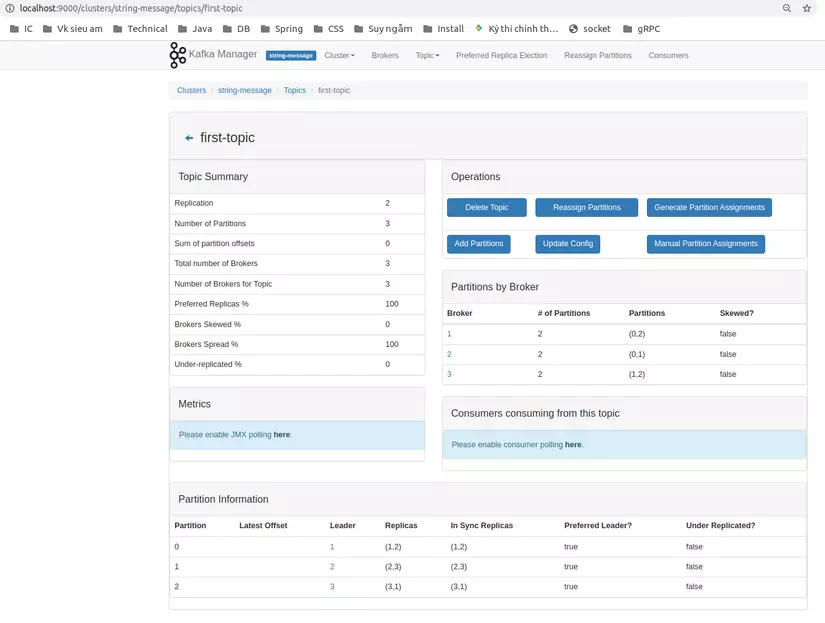 localhost:9000/clusters/string-message/topics/first-topic
IC Vk sieu am Technical Java DB Spring CSS Suy ngẫm Install Kỳ thi chính th... socket gRPC
Kafka Manager string-message Cluster Brokers Topic Preferred Replica Election Reassign Partitions Consumers
Clusters / string-message / Topics / first-topic
first-topic
Topic Summary
Replication 2
Number of Partitions 3
Sum of partition offsets 0
Total number of Brokers 3
Number of Brokers for Topic 3
Preferred Replicas % 100
Brokers Skewed % 0
Brokers Spread % 100
Under-replicated % 0
Metrics
Please enable JMX polling here.
Operations
Delete Topic Reassign Partitions Generate Partition Assignments
Add Partitions Update Config Manual Partition Assignments
Partitions by Broker
Broker # of Partitions Partitions Skewed?
1 2 (0,2) false
2 2 (0,1) false
3 2 (1,2) false
Consumers consuming from this topic
Please enable consumer polling here.
Partition Information
Partition Latest Offset Leader Replicas In Sync Replicas Preferred Leader? Under Replicated?
0 1 (1,2) (1,2) true false
1 2 (2,3) (2,3) true false
2 3 (3,1) (3,1) true false